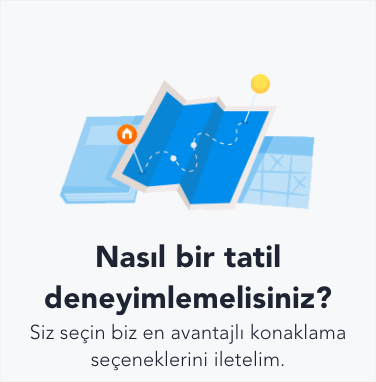 Nasıl bir tatil
deneyimlemelisiniz?
Siz seçin biz en avantajlı konaklama
seçeneklerini iletelim.